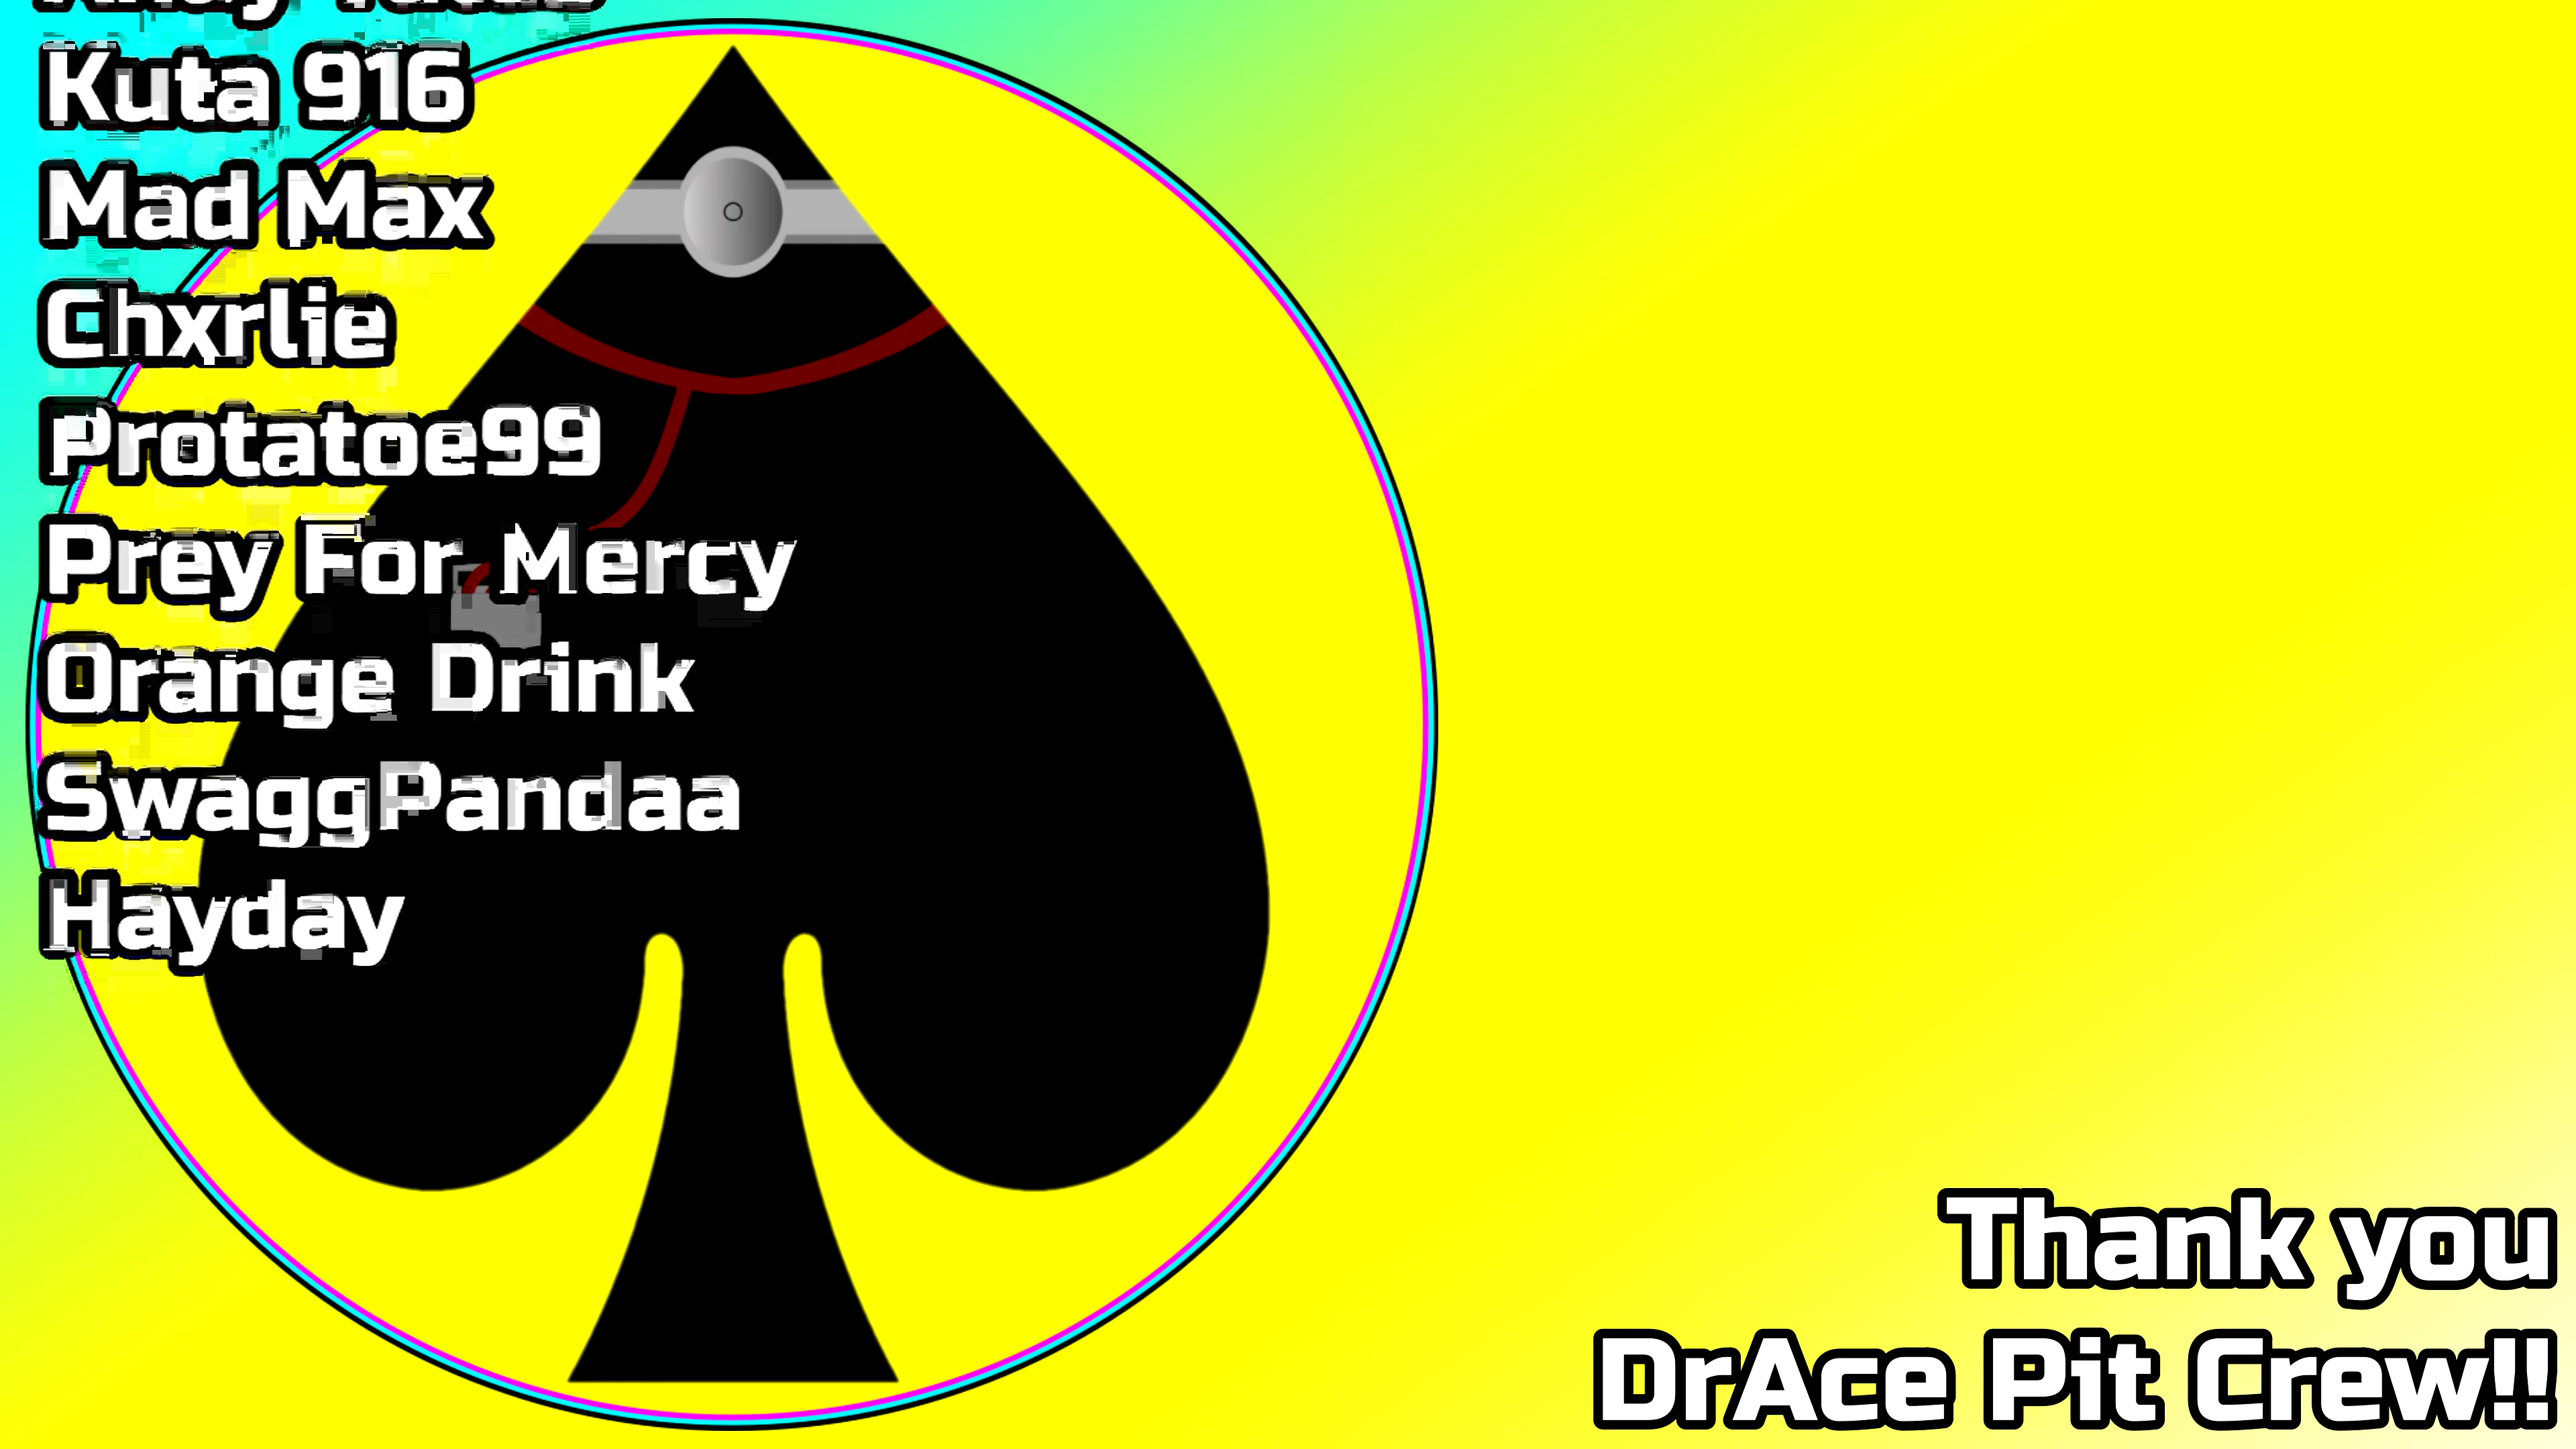 Kuta 916
Mad Max
Chxrlie
Protatoe99
Prey For Mercy
Orange Drink
SwaggPandaa
Hayday
Thank you
DrAce Pit Crew!!